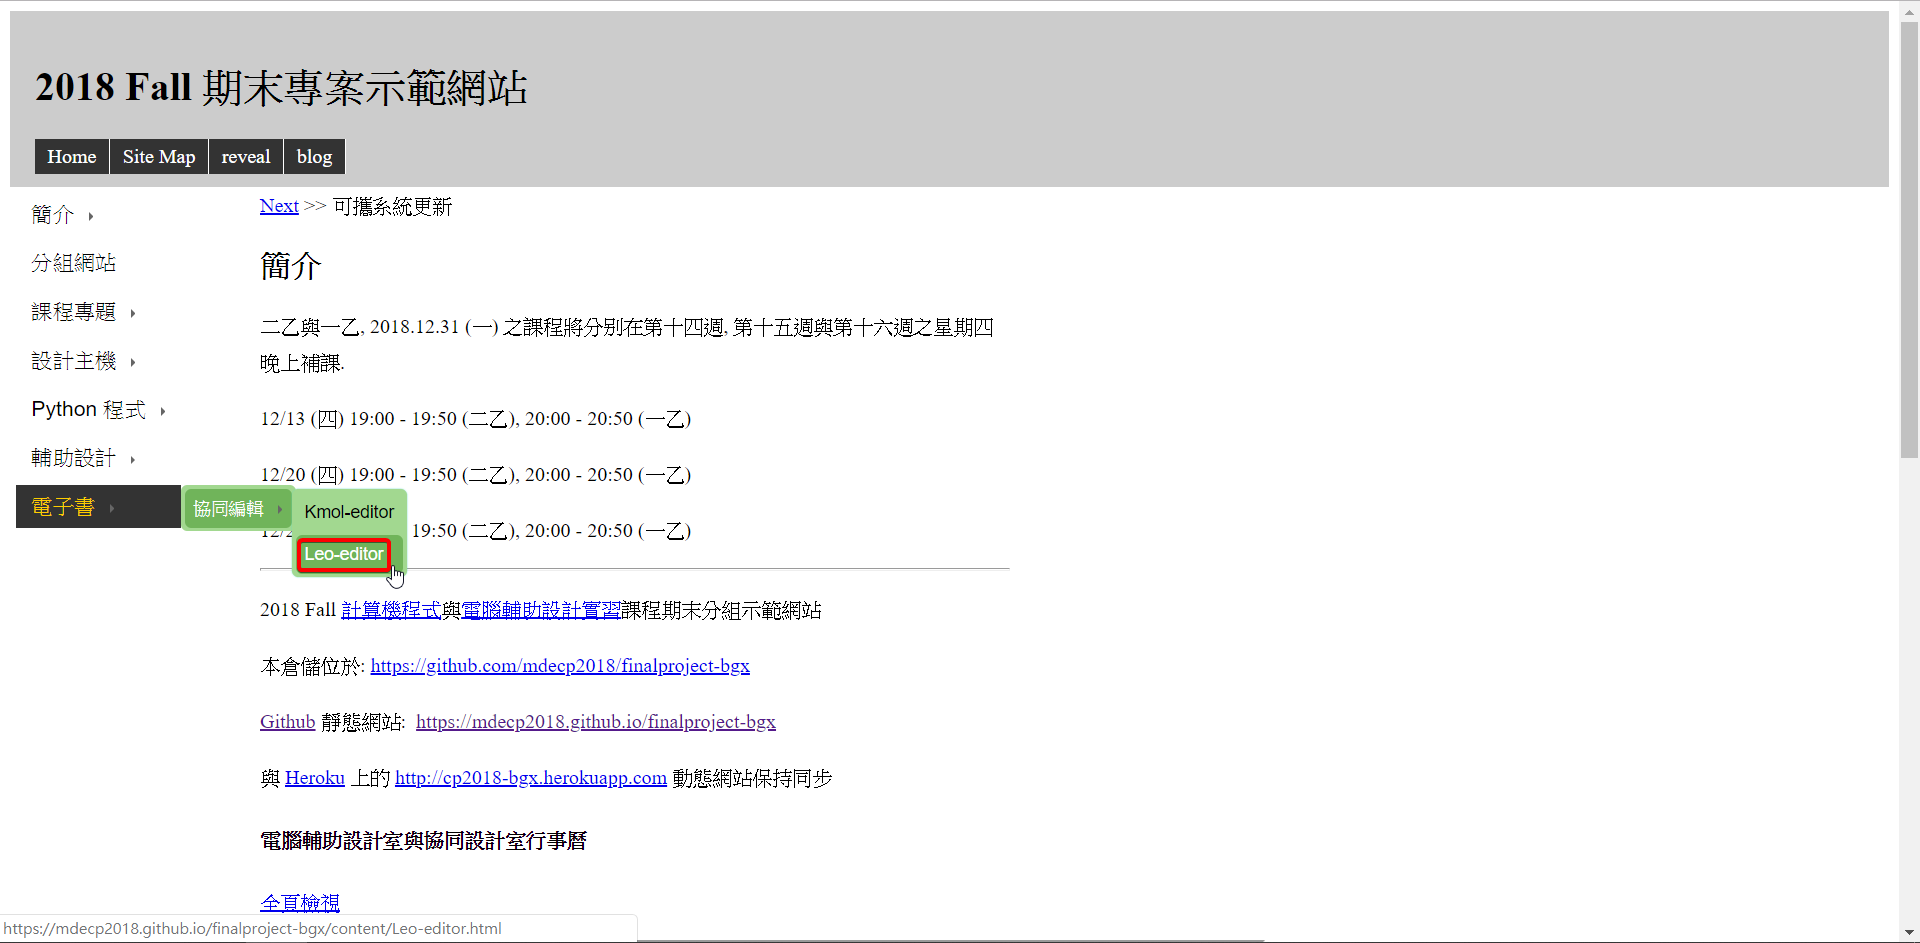 2018 Fall 期末專案示範網站
Home Site Map reveal blog
簡介
分組網站
課程專題
設計主機
Python 程式
輔助設計
電子書
協同編輯
Kmol-editor
Leo-editor
Next >> 可攜系統更新
簡介
二乙與一乙, 2018.12.31 (一) 之課程將分別在第十四週, 第十五週與第十六週之星期四
晚上補課.
12/13 (四) 19:00 - 19:50 (二乙), 20:00 - 20:50 (一乙)
12/20 (四) 19:00 - 19:50 (二乙), 20:00 - 20:50 (一乙)
19:50 (二乙), 20:00 - 20:50 (一乙)
2018 Fall 計算機程式與電腦輔助設計實習課程期末分組示範網站
本倉儲位於: https://github.com/mdecp2018/finalproject-bgx
Github 靜態網站: https://mdecp2018.github.io/finalproject-bgx
與 Heroku 上的 http://cp2018-bgx.herokuapp.com 動態網站保持同步
電腦輔助設計室與協同設計室行事曆
全頁檢視
https://mdecp2018.github.io/finalproject-bgx/content/Leo-editor.html